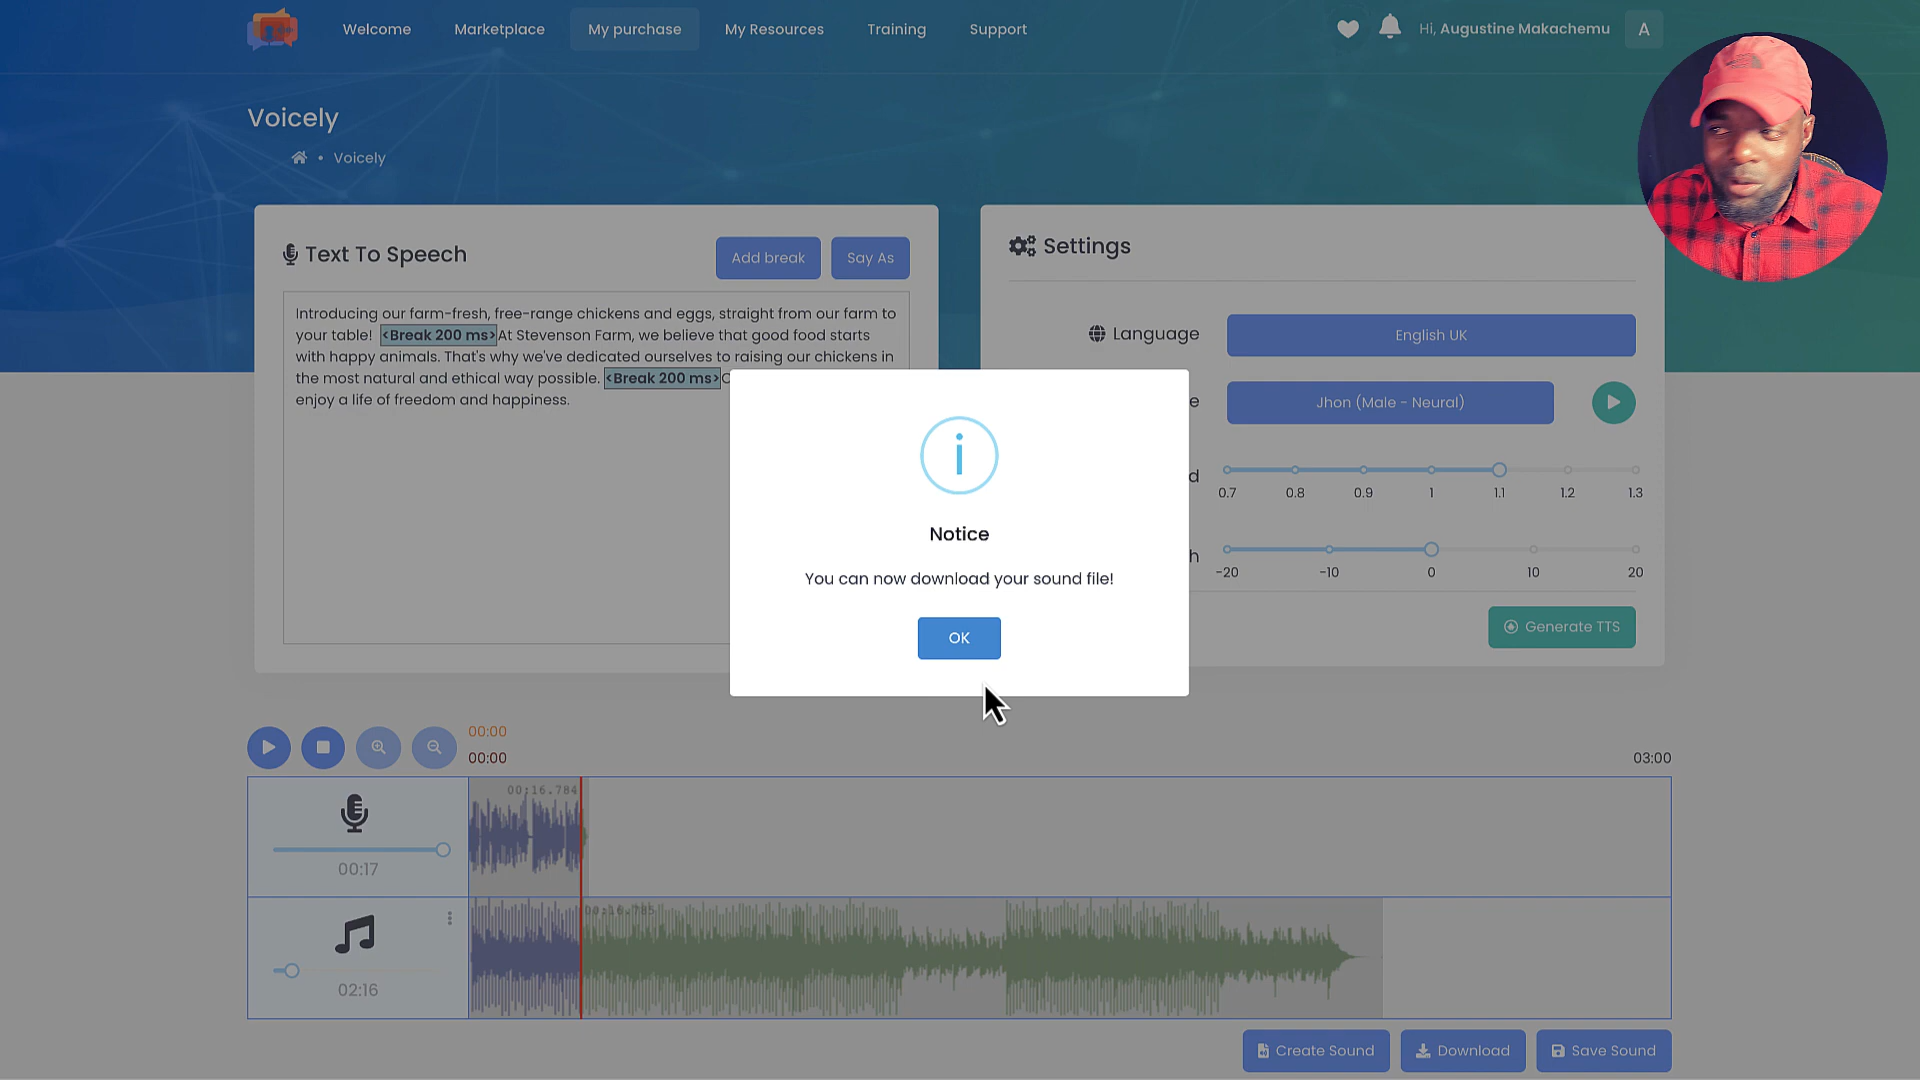 Welcome
Marketplace
My purchase
My Resources
Training
Support
Hi, Augustine Makachemu
A
Voicely
• Voicely
Text To Speech
Add break
Say As
Introducing our farm-fresh, free-range chickens and eggs, straight from our farm to
your table! <Break 200 ms>At Stevenson Farm, we believe that good food starts
with happy animals. That's why we've dedicated ourselves to raising our chickens in
the most natural and ethical way possible. <Break 200 ms>
enjoy a life of freedom and happiness.
Settings
Language
English UK
e
Jhon (Male - Neural)
d
0.7 0.8 0.9 1 1.1 1.2 1.3
h
-20 -10 0 10 20
Generate TTS
i
Notice
You can now download your sound file!
OK
00:00
00:00
03:00
00:16.784
00:17
00:16.785
02:16
Create Sound
Download
Save Sound